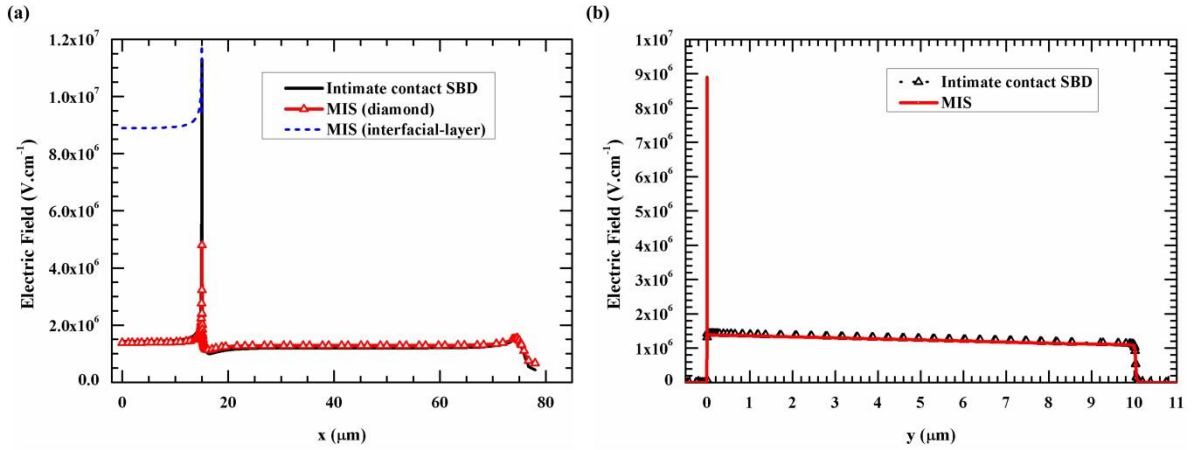 (a)
1.2x10⁷
1.0x10⁷
8.0x10⁶
6.0x10⁶
4.0x10⁶
2.0x10⁶
0.0
Electric Field (V.cm⁻¹)
Intimate contact SBD
MIS (diamond)
MIS (interfacial-layer)
0 20 40 60 80
x (μm)
(b)
1x10⁷
9x10⁶
8x10⁶
7x10⁶
6x10⁶
5x10⁶
4x10⁶
3x10⁶
2x10⁶
1x10⁶
0
Electric Field (V.cm⁻¹)
Intimate contact SBD
MIS
0 1 2 3 4 5 6 7 8 9 10 11
y (μm)